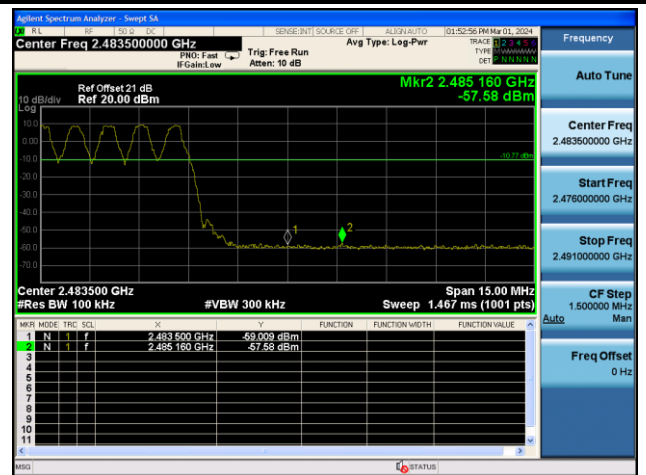 Agilent Spectrum Analyzer - Swept SA
RL RF 50 Ω DC SENSE:INT SOURCE OFF ALIGNAUTO 01:52:56 PM Mar 01, 2024
Center Freq 2.483500000 GHz Avg Type: Log-Pwr TRACE 1 2 3 4 5 6
PNO: Fast Trig: Free Run TYPE MWWWWW
IFGain:Low Atten: 10 dB DET P N N N N N
Mkr2 2.485 160 GHz
-57.58 dBm
Ref Offset 21 dB
10 dB/div Ref 20.00 dBm
Log
10.0
0.00
-10.0
-10.77 dBm
-20.0
-30.0
-40.0
-50.0
-60.0
-70.0
1
2
Center 2.483500 GHz Span 15.00 MHz
#Res BW 100 kHz #VBW 300 kHz Sweep 1.467 ms (1001 pts)
MKR MODE TRC SCL X Y FUNCTION FUNCTION WIDTH FUNCTION VALUE
1 N 1 f 2.483 500 GHz -59.009 dBm
2 N 1 f 2.485 160 GHz -57.58 dBm
3
4
5
6
7
8
9
10
11
MSG STATUS
Frequency
Auto Tune
Center Freq
2.483500000 GHz
Start Freq
2.476000000 GHz
Stop Freq
2.491000000 GHz
CF Step
1.500000 MHz
Auto Man
Freq Offset
0 Hz